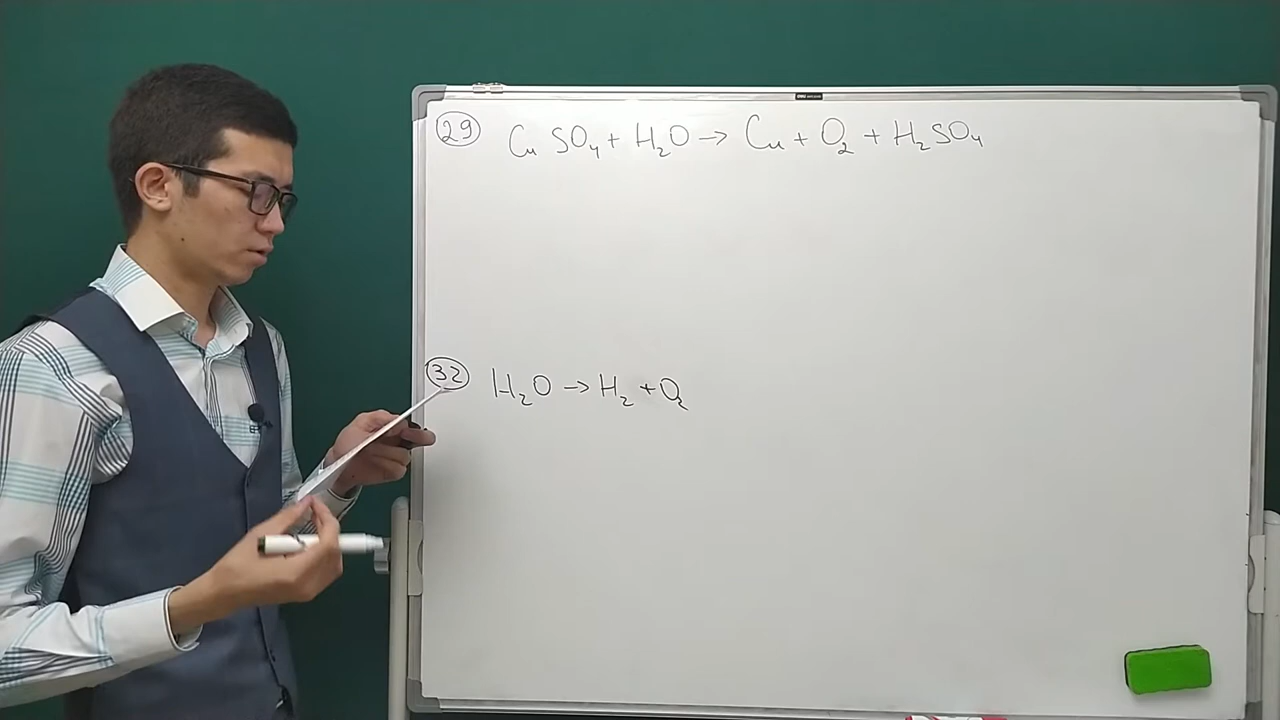 29 CuSO₄ + H₂O → Cu + O₂ + H₂SO₄
32 H₂O → H₂ + O₂